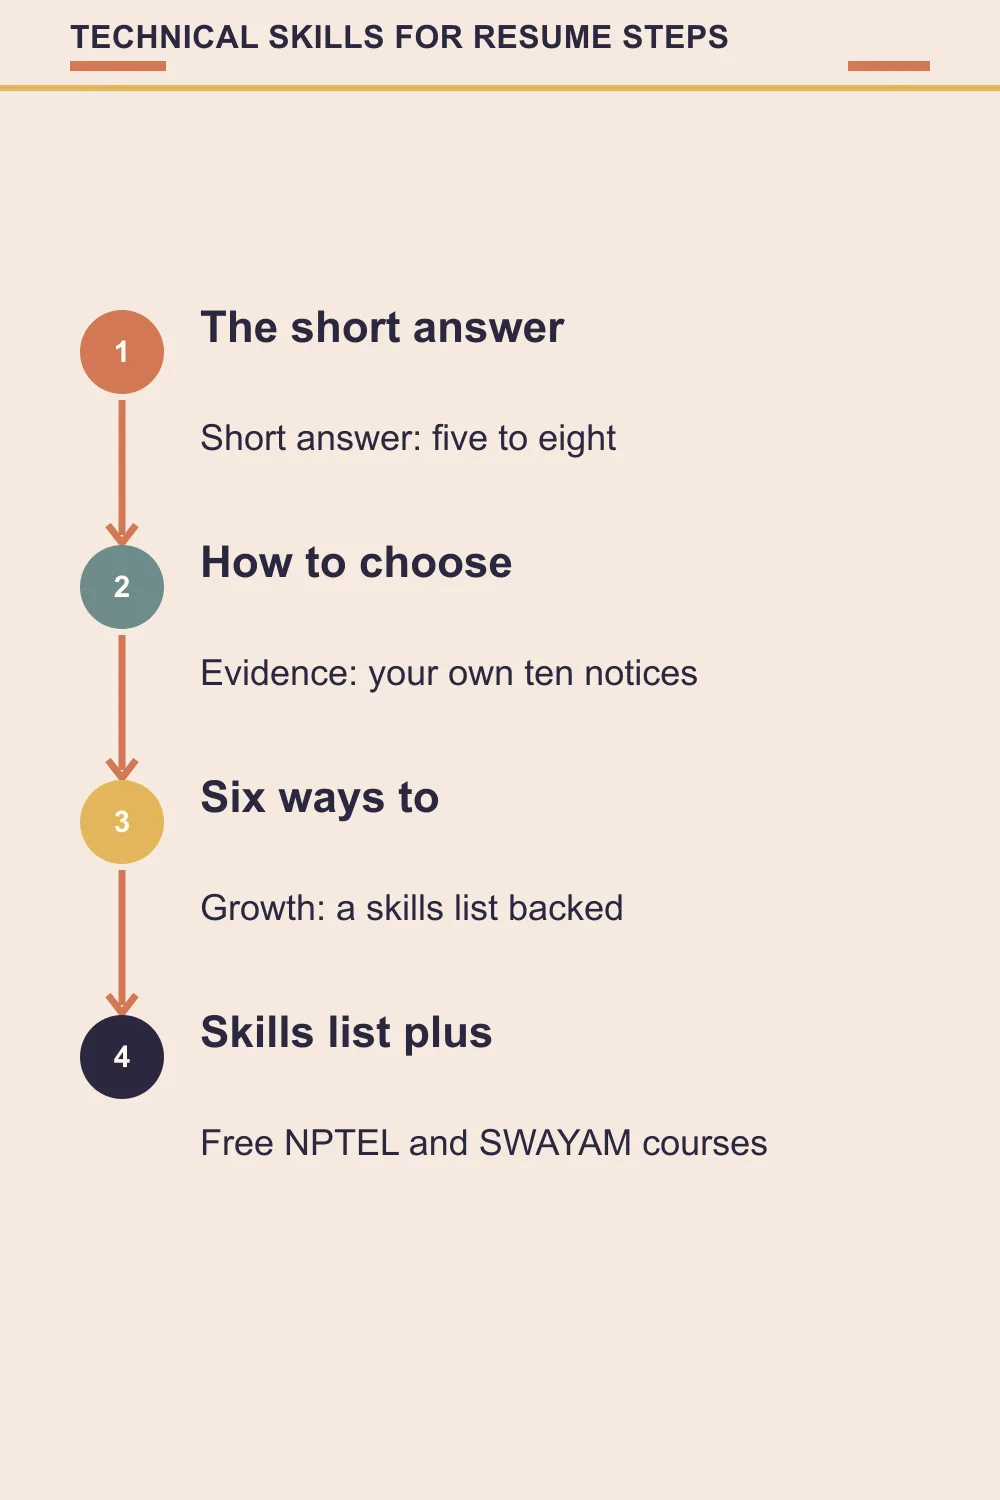 TECHNICAL SKILLS FOR RESUME STEPS
1
The short answer
Short answer: five to eight
2
How to choose
Evidence: your own ten notices
3
Six ways to
Growth: a skills list backed
4
Skills list plus
Free NPTEL and SWAYAM courses